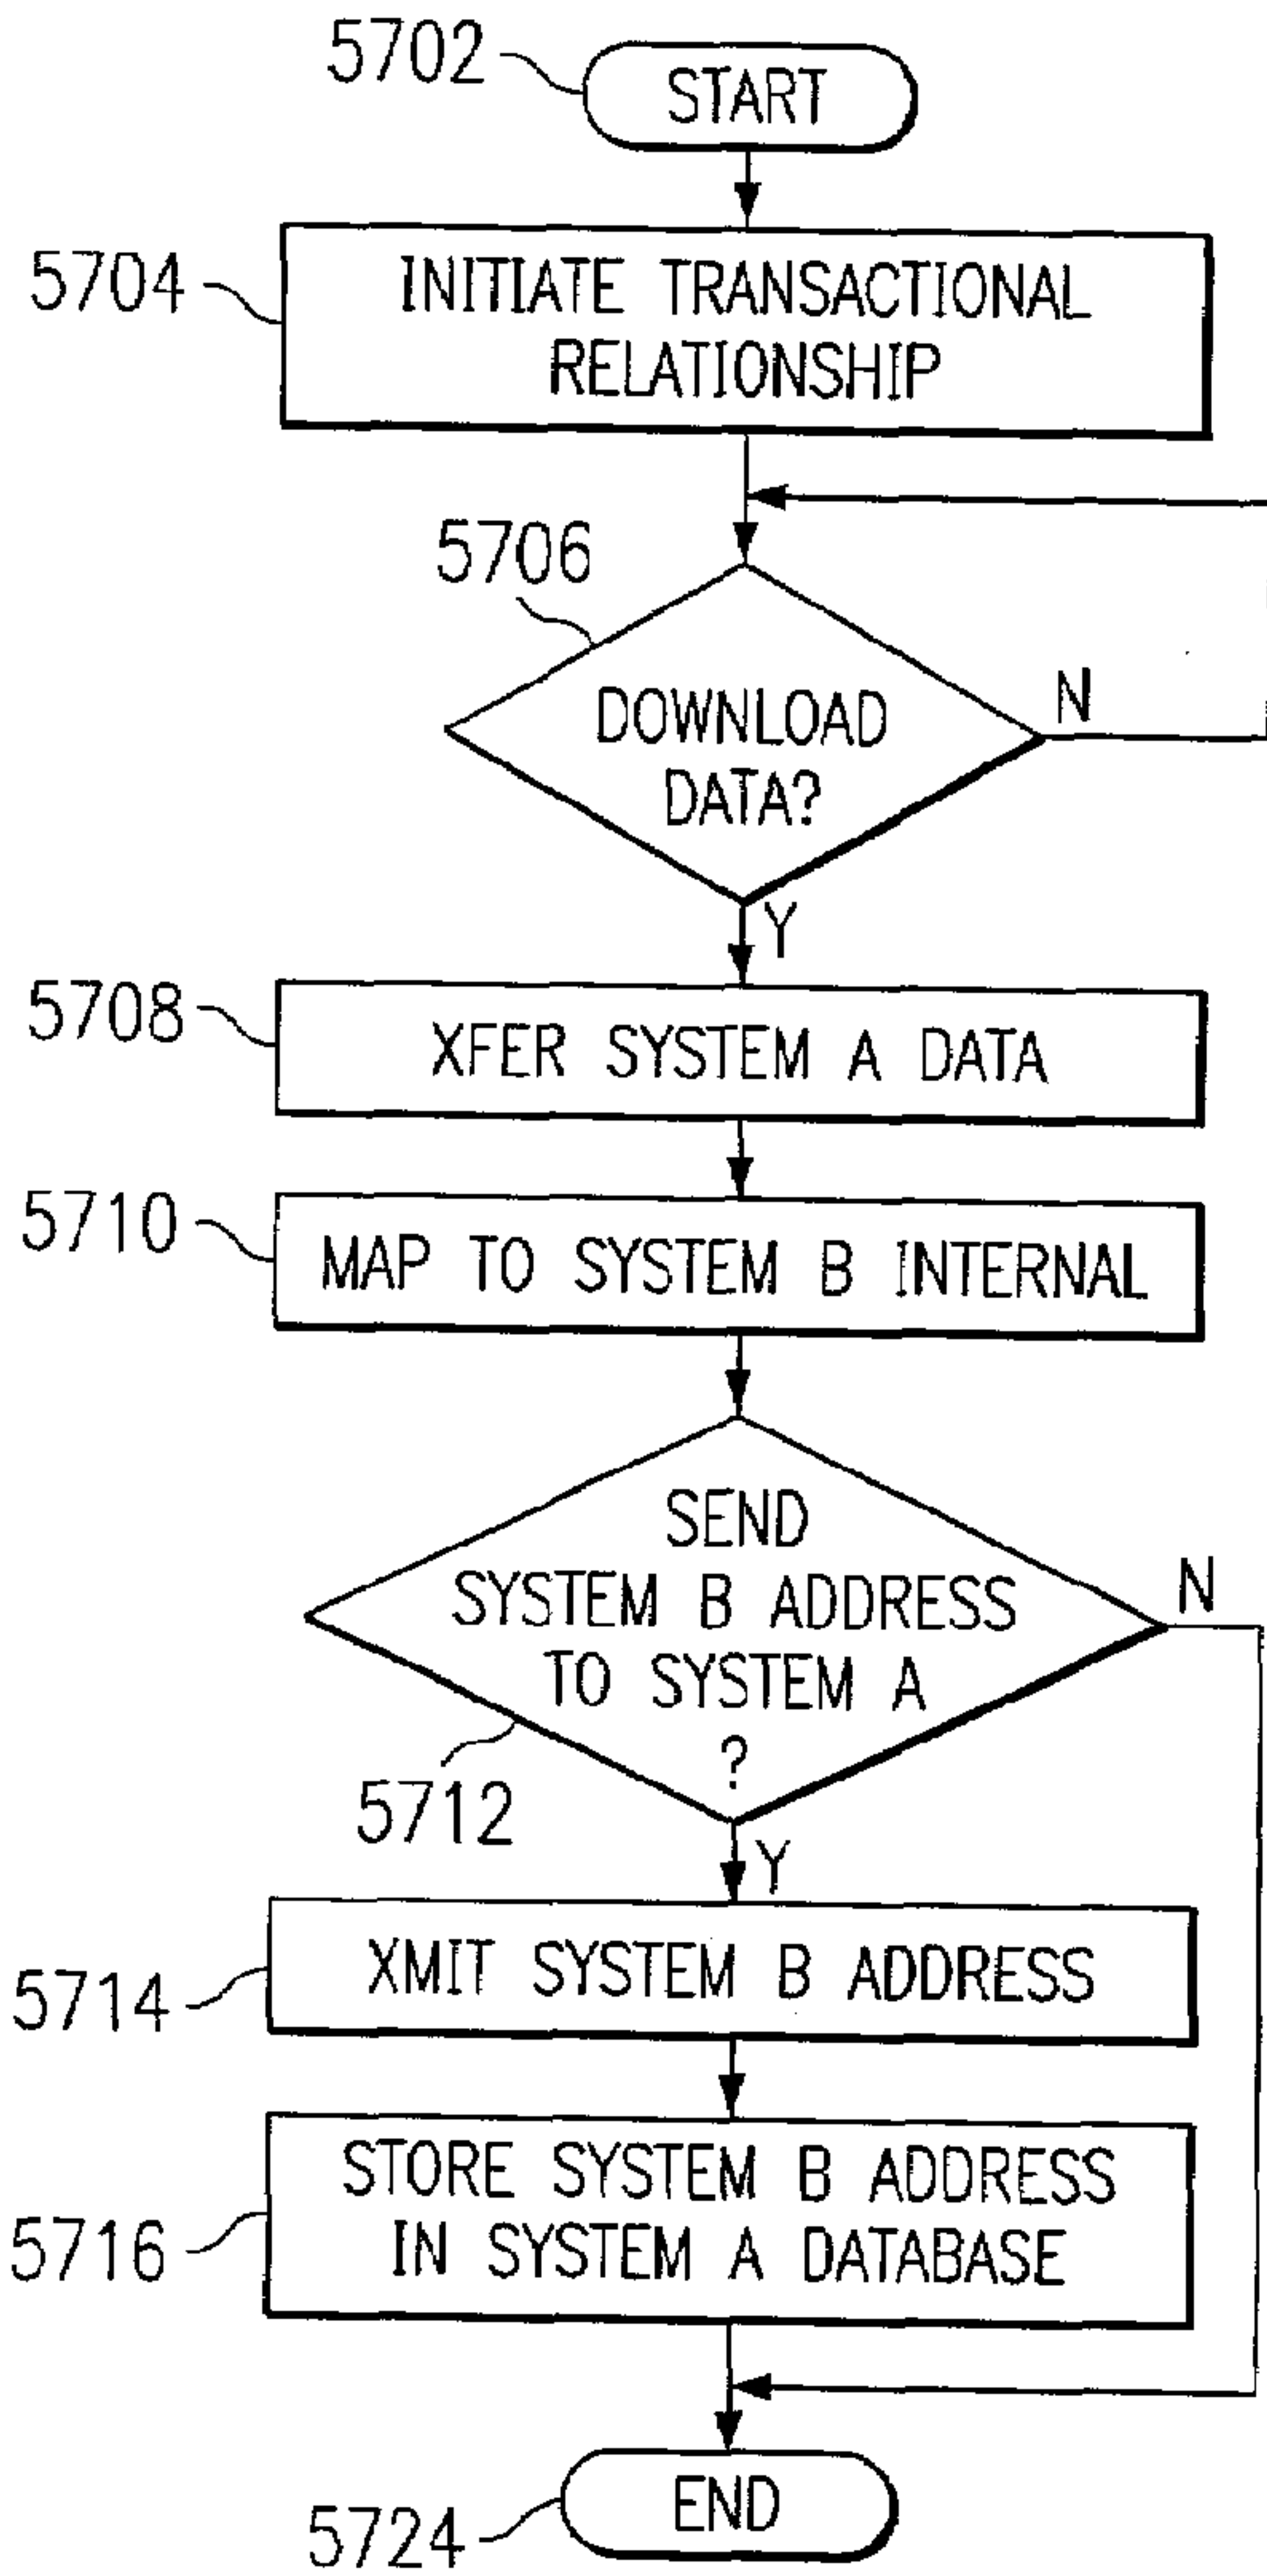 5702
START
5704
INITIATE TRANSACTIONAL
RELATIONSHIP
5706
DOWNLOAD
DATA?
N
Y
5708
XFER SYSTEM A DATA
5710
MAP TO SYSTEM B INTERNAL
SEND
SYSTEM B ADDRESS
TO SYSTEM A
?
N
5712
Y
5714
XMIT SYSTEM B ADDRESS
5716
STORE SYSTEM B ADDRESS
IN SYSTEM A DATABASE
5724
END